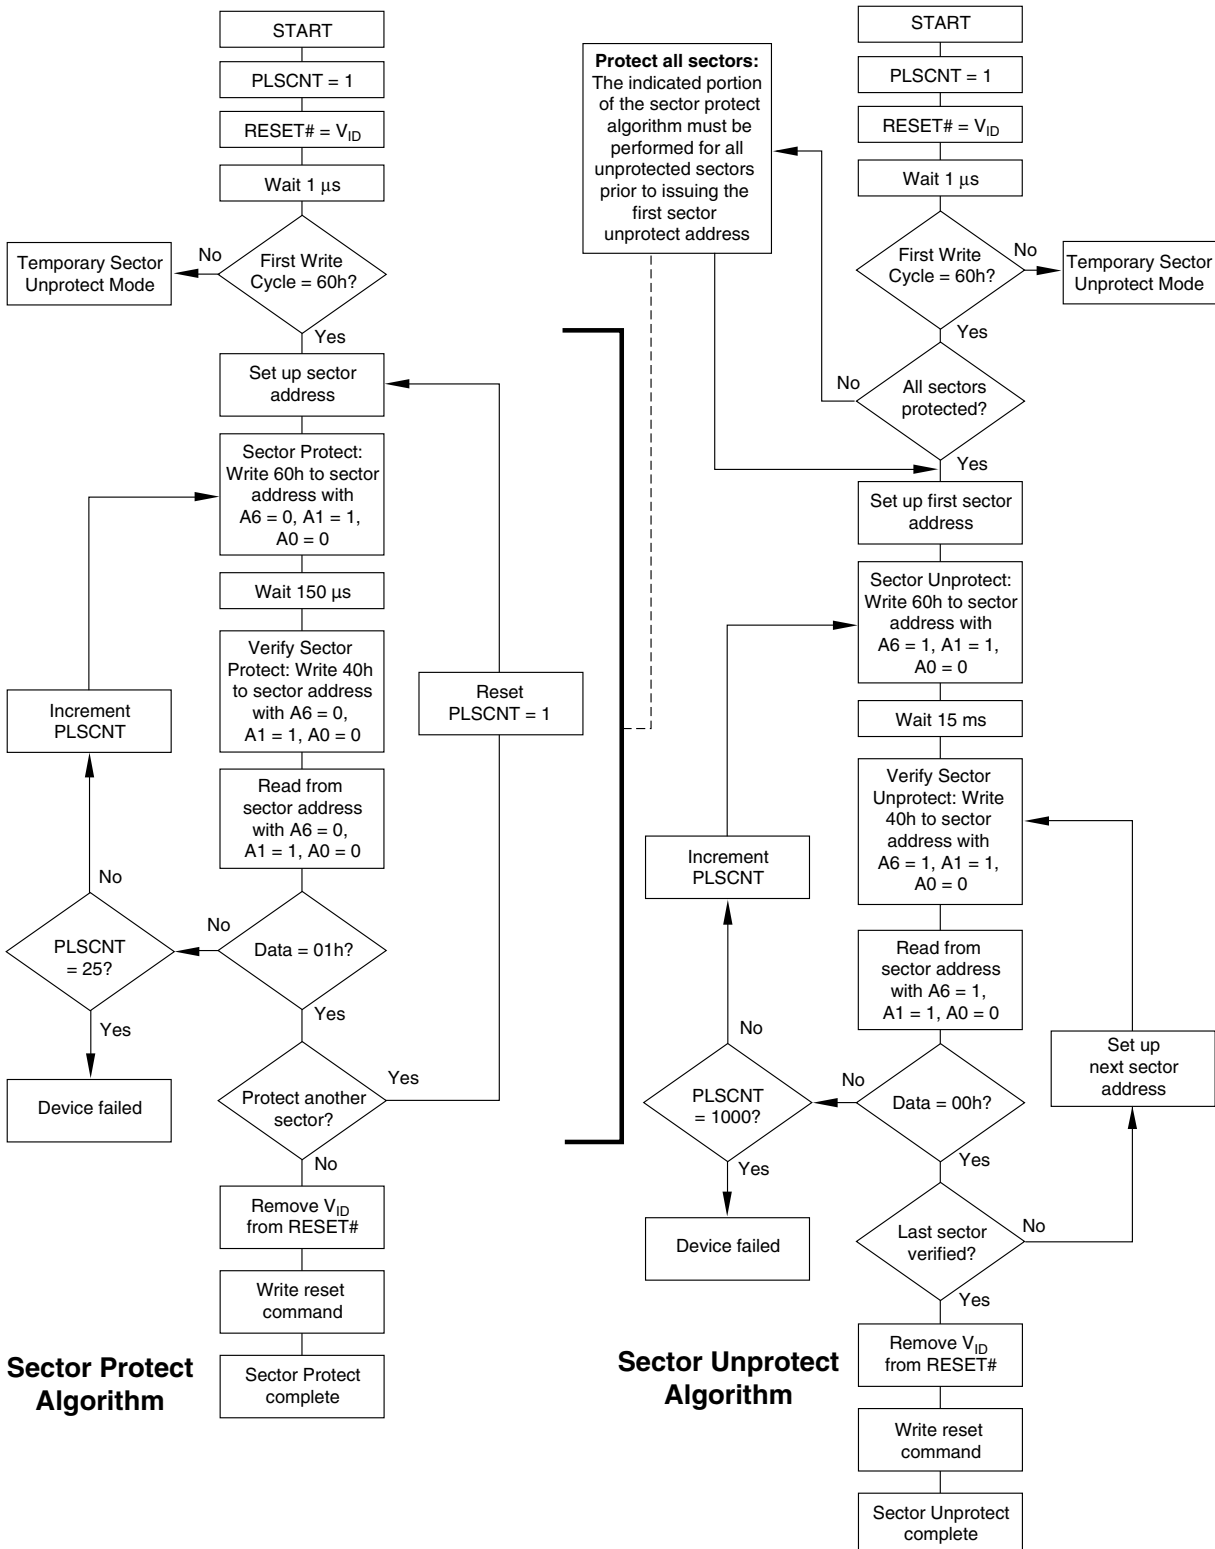 START
PLSCNT = 1
RESET# = VID
Wait 1 μs
First Write
Cycle = 60h?
No
Temporary Sector
Unprotect Mode
Yes
Set up sector
address
Sector Protect:
Write 60h to sector
address with
A6 = 0, A1 = 1,
A0 = 0
Wait 150 μs
Verify Sector
Protect: Write 40h
to sector address
with A6 = 0,
A1 = 1, A0 = 0
Increment
PLSCNT
Reset
PLSCNT = 1
Read from
sector address
with A6 = 0,
A1 = 1, A0 = 0
No
PLSCNT
= 25?
No
Data = 01h?
Yes
Yes
Device failed
Protect another
sector?
Yes
No
Remove VID
from RESET#
Write reset
command
Sector Protect
complete
Sector Protect
Algorithm
Protect all sectors:
The indicated portion
of the sector protect
algorithm must be
performed for all
unprotected sectors
prior to issuing the
first sector
unprotect address
START
PLSCNT = 1
RESET# = VID
Wait 1 μs
First Write
Cycle = 60h?
No
Temporary Sector
Unprotect Mode
Yes
No
All sectors
protected?
Yes
Set up first sector
address
Sector Unprotect:
Write 60h to sector
address with
A6 = 1, A1 = 1,
A0 = 0
Wait 15 ms
Verify Sector
Unprotect: Write
40h to sector
address with
A6 = 1, A1 = 1,
A0 = 0
Increment
PLSCNT
Read from
sector address
with A6 = 1,
A1 = 1, A0 = 0
No
Set up
next sector
address
PLSCNT
= 1000?
No
Data = 00h?
Yes
Yes
Device failed
Last sector
verified?
No
Yes
Remove VID
from RESET#
Write reset
command
Sector Unprotect
complete
Sector Unprotect
Algorithm